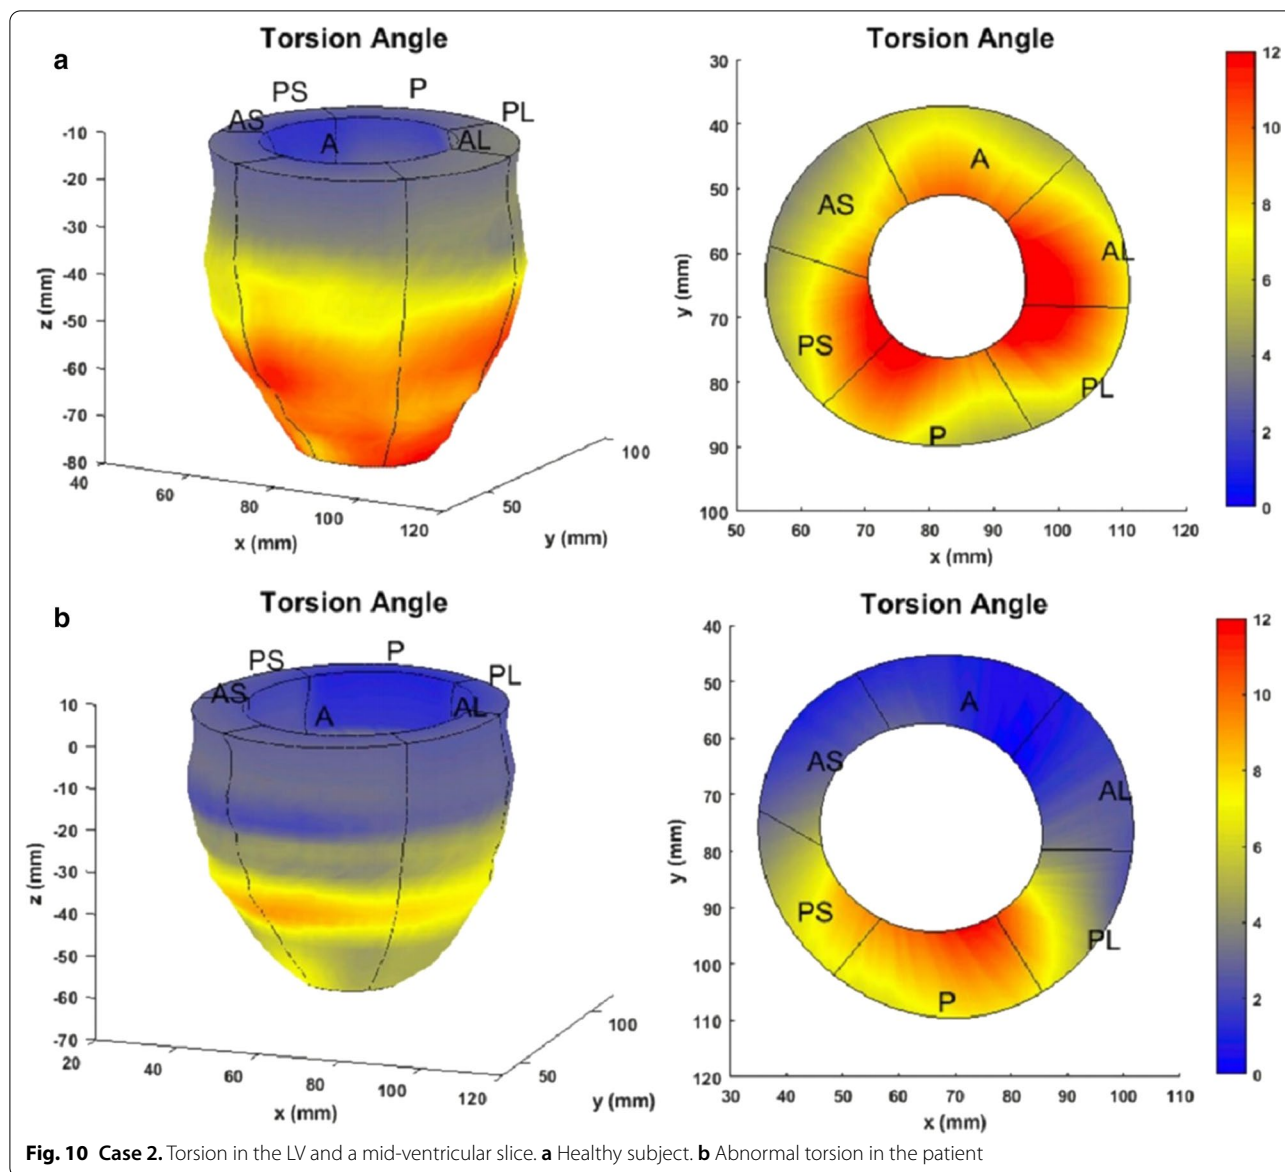 a
Torsion Angle
PS P
AS PL
A AL
-10
-20
-30
-40
-50
-60
-70
-80
z (mm)
40 60 80 100 120
x (mm)
50 100
y (mm)
Torsion Angle
30
40
50
60
70
80
90
100
y (mm)
A
AS
AL
PS
PL
P
50 60 70 80 90 100 110 120
x (mm)
12
10
8
6
4
2
0
b
Torsion Angle
PS P
AS PL
A AL
10
0
-10
-20
-30
-40
-50
-60
-70
z (mm)
20 40 60 80 100 120
x (mm)
50 100
y (mm)
Torsion Angle
40
50
60
70
80
90
100
110
120
y (mm)
A
AS
AL
PS
PL
P
30 40 50 60 70 80 90 100 110
x (mm)
12
10
8
6
4
2
0
Fig. 10 Case 2. Torsion in the LV and a mid-ventricular slice. a Healthy subject. b Abnormal torsion in the patient